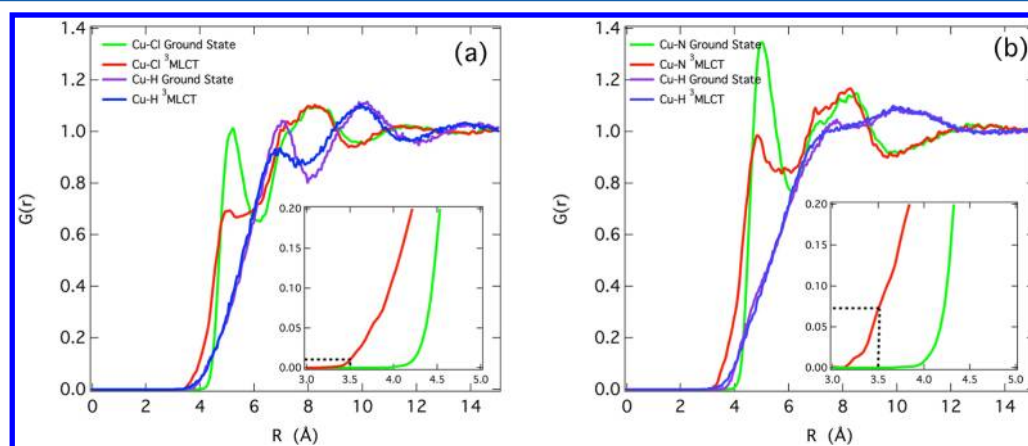 (a)
Cu-Cl Ground State
Cu-Cl ³MLCT
Cu-H Ground State
Cu-H ³MLCT
1.4
1.2
1.0
0.8
0.6
0.4
0.2
0.0
G(r)
0 2 4 6 8 10 12 14
R (Å)
0.20
0.15
0.10
0.05
0.00
3.0 3.5 4.0 4.5 5.0
(b)
Cu-N Ground State
Cu-N ³MLCT
Cu-H Ground State
Cu-H ³MLCT
1.4
1.2
1.0
0.8
0.6
0.4
0.2
0.0
G(r)
0 2 4 6 8 10 12 14
R (Å)
0.20
0.15
0.10
0.05
0.00
3.0 3.5 4.0 4.5 5.0